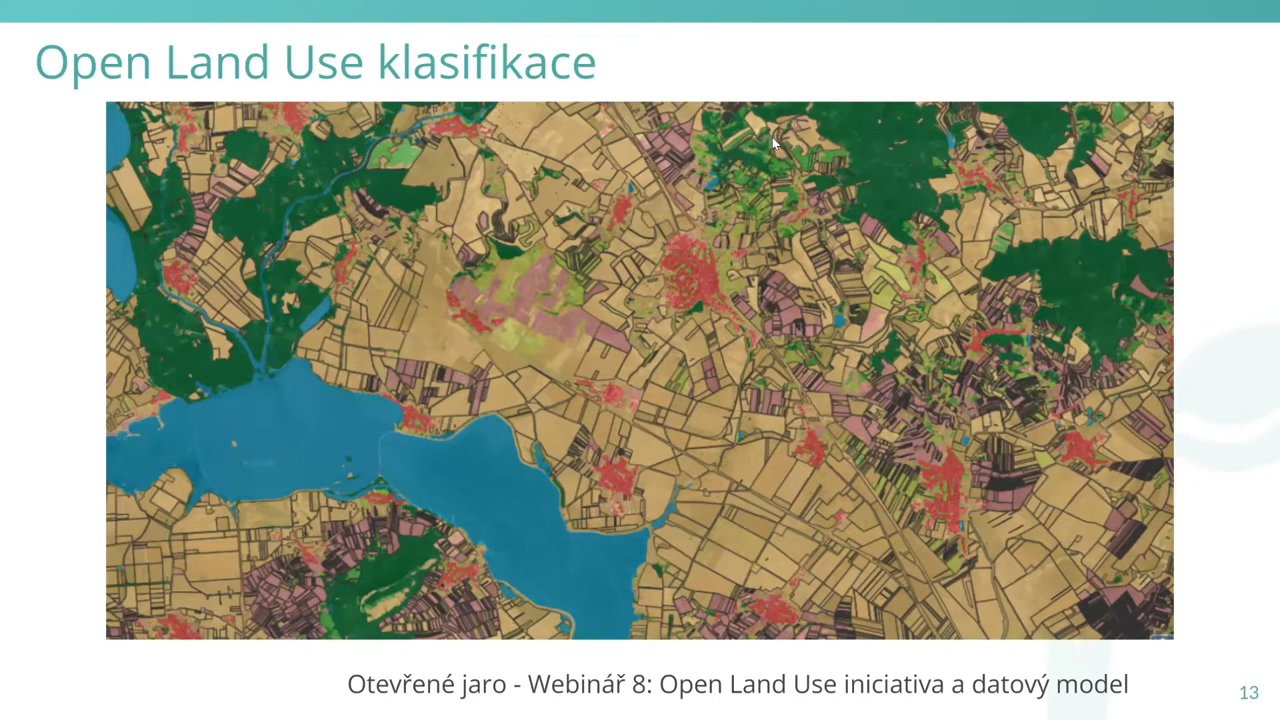 Open Land Use klasifikace
Otevřené jaro - Webinář 8: Open Land Use iniciativa a datový model
13